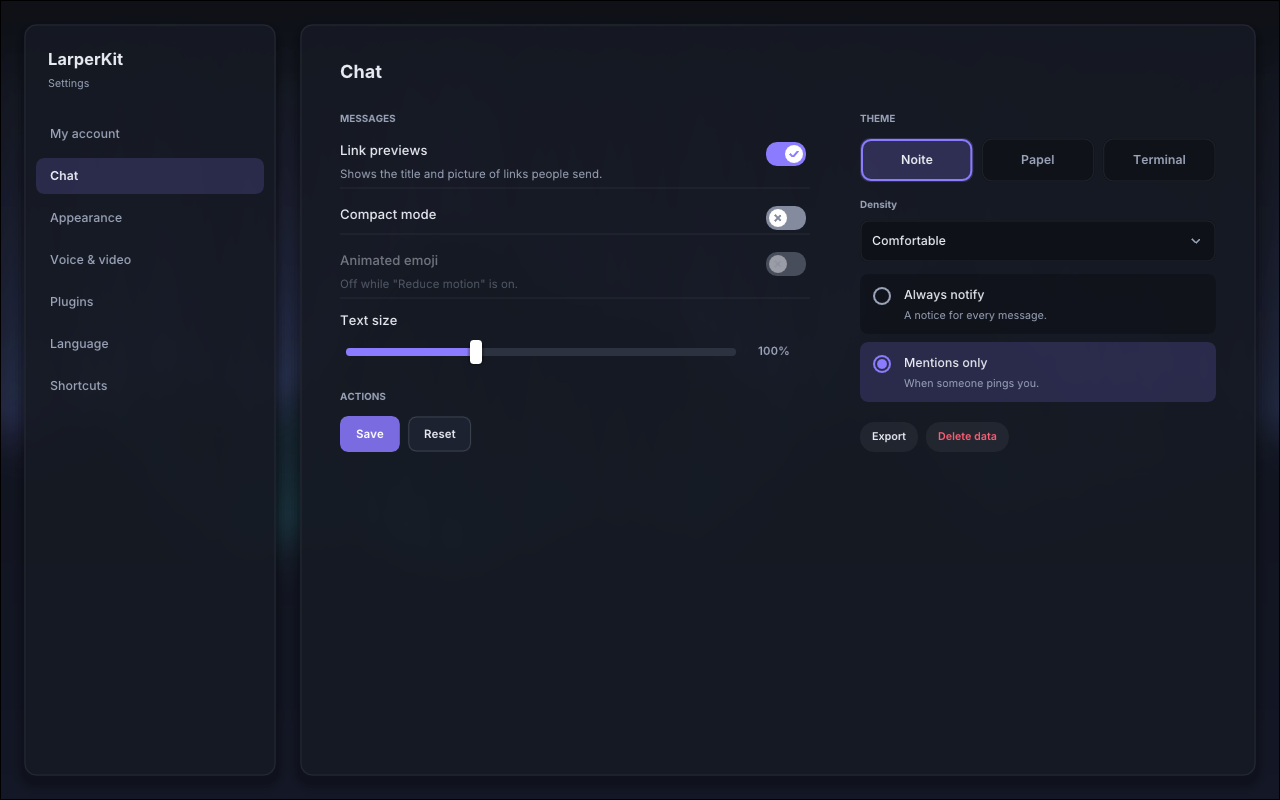 LarperKit
Settings
My account
Chat
Appearance
Voice & video
Plugins
Language
Shortcuts
Chat
MESSAGES
Link previews
Shows the title and picture of links people send.
Compact mode
Animated emoji
Off while "Reduce motion" is on.
Text size
100%
ACTIONS
Save
Reset
THEME
Noite
Papel
Terminal
Density
Comfortable
Always notify
A notice for every message.
Mentions only
When someone pings you.
Export
Delete data